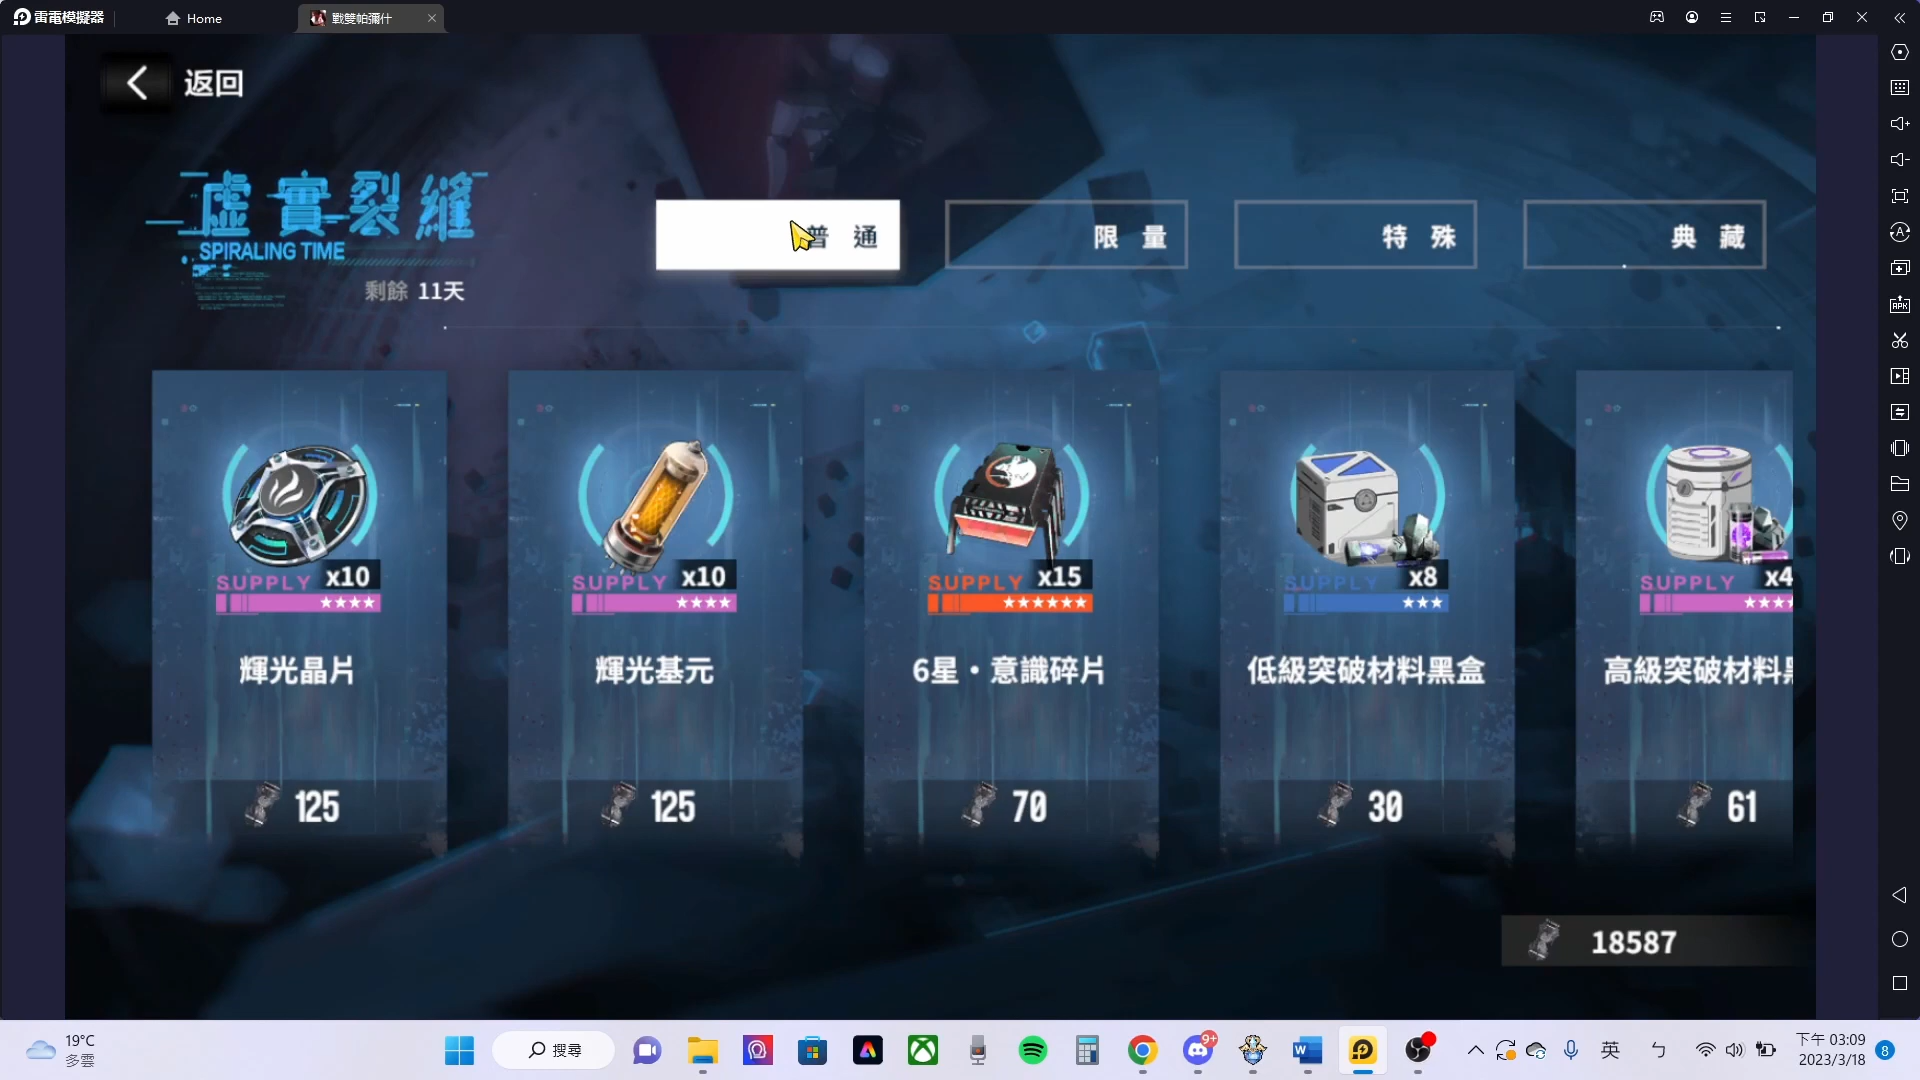 雷電模擬器
Home
戰雙帕彌什
返回
虛實裂縫
SPIRALING TIME
剩餘 11天
普 通
限 量
特 殊
典 藏
SUPPLY x10
輝光晶片
125
SUPPLY x10
輝光基元
125
SUPPLY x15
6星・意識碎片
70
SUPPLY x8
低級突破材料黑盒
30
SUPPLY x4
高級突破材料
61
18587
19°C
多雲
搜尋
9+
英
ㄅ
下午 03:09
2023/3/18
8